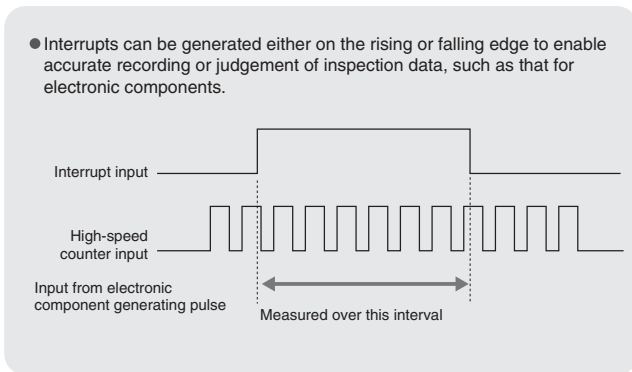 ● Interrupts can be generated either on the rising or falling edge to enable
accurate recording or judgement of inspection data, such as that for
electronic components.
Interrupt input
High-speed
counter input
Input from electronic
component generating pulse
Measured over this interval